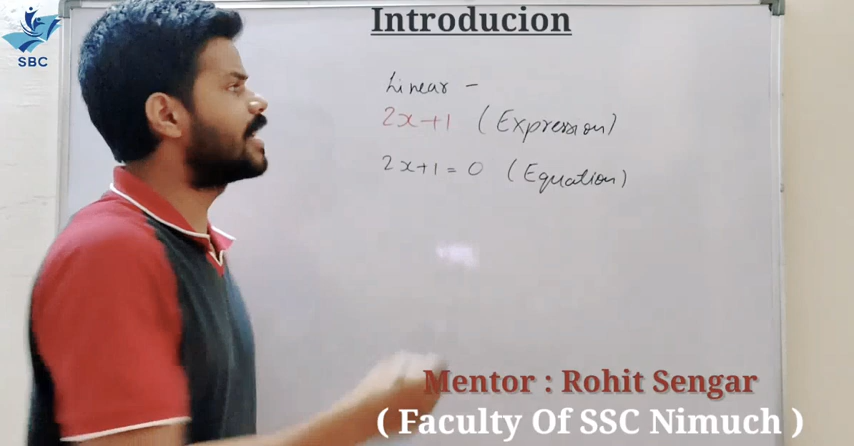 SBC
Introducion
Linear -
2x+1 (Expression)
2x+1=0 (Equation)
Mentor : Rohit Sengar
( Faculty Of SSC Nimuch )